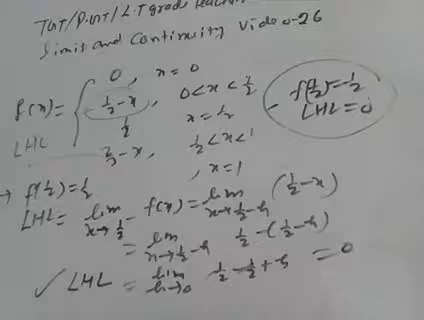 TGT/P.GT/L.T grade teach
limit and continuity video-26
0, x=0
f(x)= { 1/2-x, 0<x<1/2
1/2 x=1/2
LHL 3/2-x, 1/2<x<1
, x=1
f(1/2)=1/2
LHL=0
→ f(1/2)=1/2
LHL= lim x→1/2- f(x)= lim x→1/2-h (1/2-x)
= lim x→1/2-h 1/2-(1/2-h)
✓ LHL = lim h→0 1/2-1/2+h =0